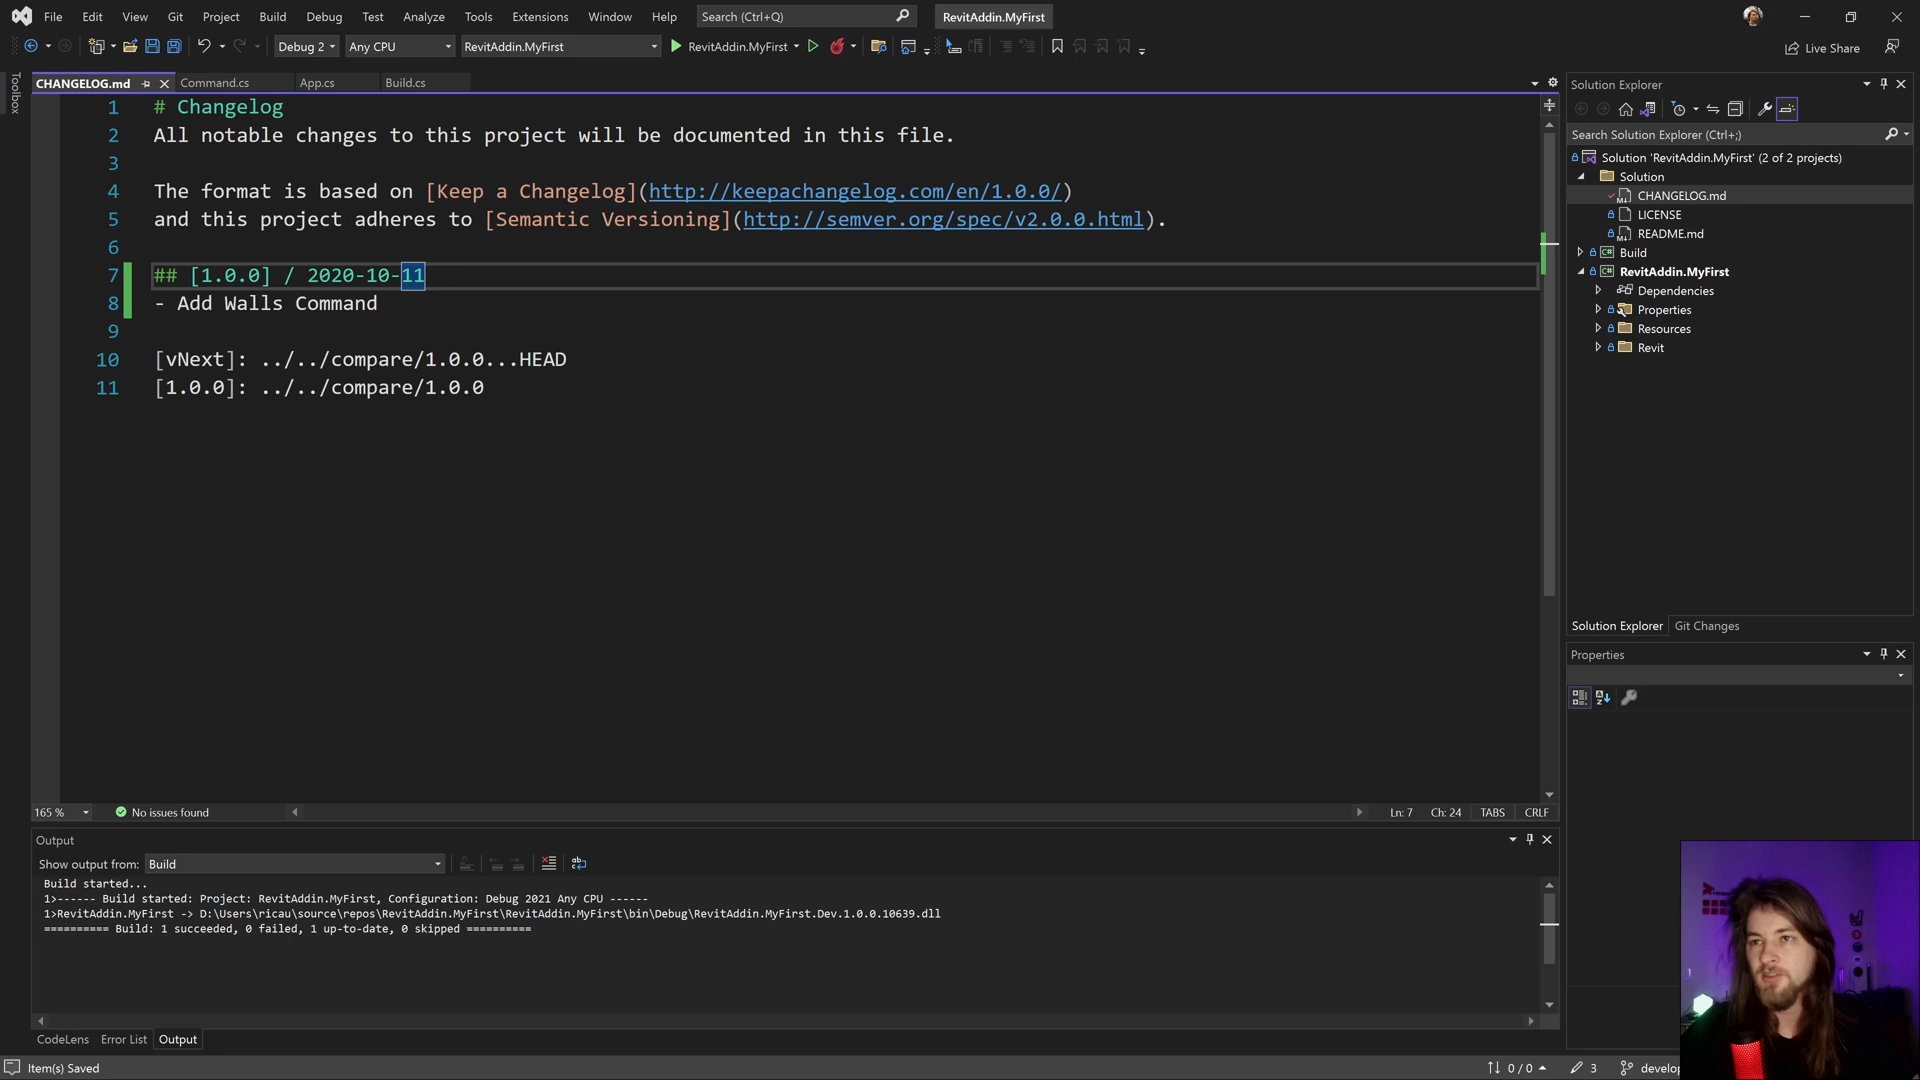 File Edit View Git Project Build Debug Test Analyze Tools Extensions Window Help Search (Ctrl+Q) RevitAddin.MyFirst
Debug 2 Any CPU RevitAddin.MyFirst RevitAddin.MyFirst Live Share
Toolbox
CHANGELOG.md Command.cs App.cs Build.cs
1 # Changelog
2 All notable changes to this project will be documented in this file.
3
4 The format is based on [Keep a Changelog](http://keepachangelog.com/en/1.0.0/)
5 and this project adheres to [Semantic Versioning](http://semver.org/spec/v2.0.0.html).
6
7 ## [1.0.0] / 2020-10-11
8 - Add Walls Command
9
10 [vNext]: ../../compare/1.0.0...HEAD
11 [1.0.0]: ../../compare/1.0.0
165 % No issues found Ln: 7 Ch: 24 TABS CRLF
Output
Show output from: Build
Build started...
1>------ Build started: Project: RevitAddin.MyFirst, Configuration: Debug 2021 Any CPU ------
1>RevitAddin.MyFirst -> D:\Users\ricau\source\repos\RevitAddin.MyFirst\RevitAddin.MyFirst\bin\Debug\RevitAddin.MyFirst.Dev.1.0.0.10639.dll
========== Build: 1 succeeded, 0 failed, 1 up-to-date, 0 skipped ==========
CodeLens Error List Output
Solution Explorer
Search Solution Explorer (Ctrl+;)
Solution 'RevitAddin.MyFirst' (2 of 2 projects)
Solution
CHANGELOG.md
LICENSE
README.md
Build
RevitAddin.MyFirst
Dependencies
Properties
Resources
Revit
Solution Explorer Git Changes
Properties
Item(s) Saved 0 / 0 3 develop